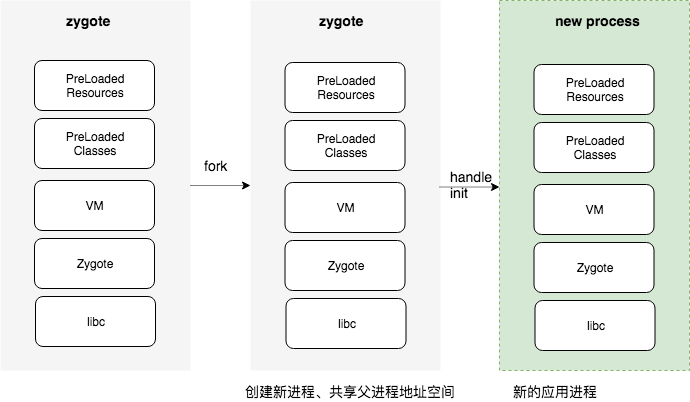 zygote
PreLoaded
Resources
PreLoaded
Classes
VM
Zygote
libc
fork
zygote
PreLoaded
Resources
PreLoaded
Classes
VM
Zygote
libc
创建新进程、共享父进程地址空间
handle
init
new process
PreLoaded
Resources
PreLoaded
Classes
VM
Zygote
libc
新的应用进程